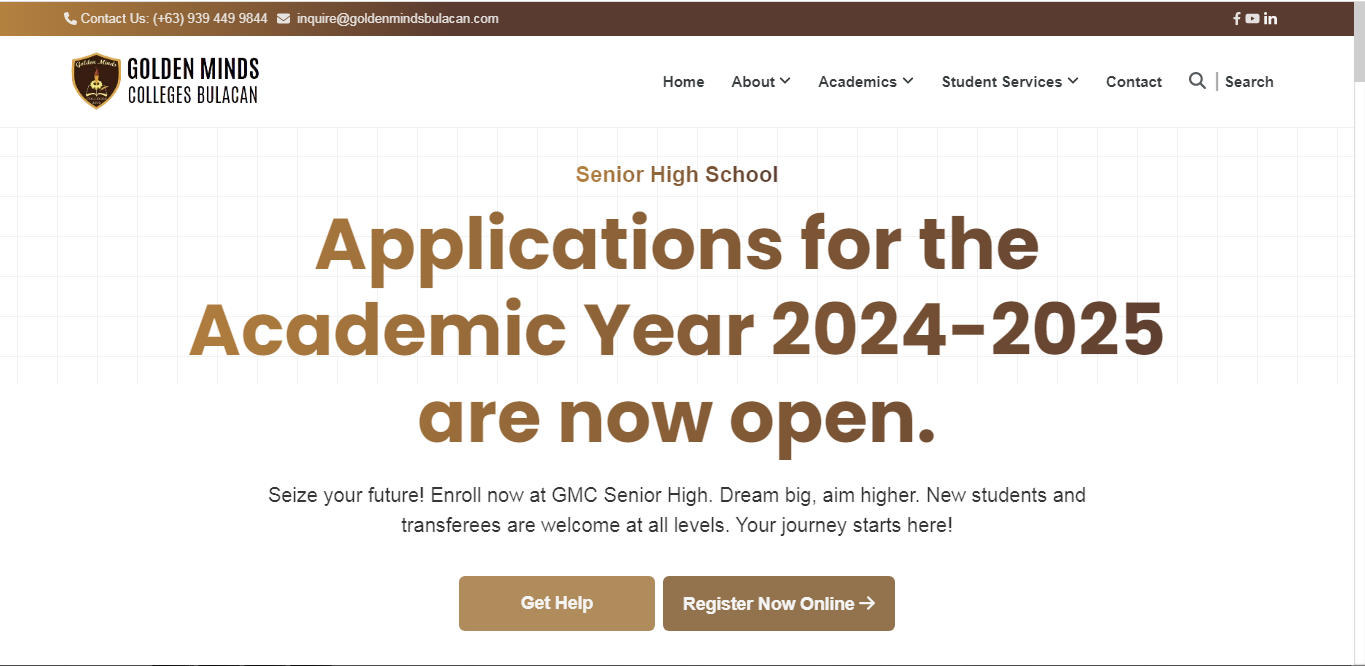 Contact Us: (+63) 939 449 9844 inquire@goldenmindsbulacan.com
Golden Minds
GOLDEN MINDS
COLLEGES BULACAN
Home About Academics Student Services Contact Search
Senior High School
Applications for the
Academic Year 2024-2025
are now open.
Seize your future! Enroll now at GMC Senior High. Dream big, aim higher. New students and
transferees are welcome at all levels. Your journey starts here!
Get Help Register Now Online